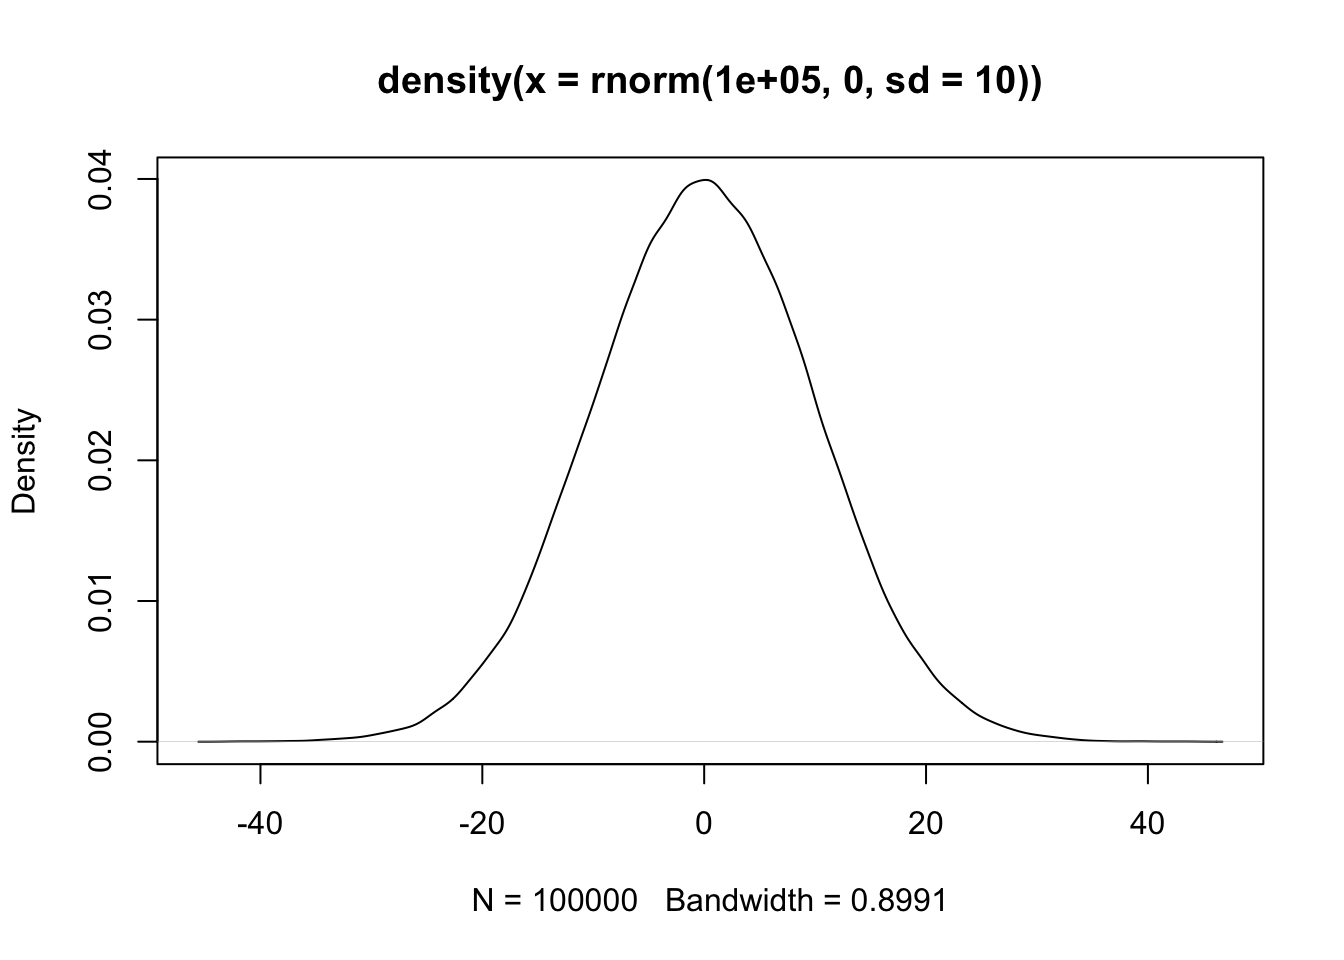 density(x = rnorm(1e+05, 0, sd = 10))
Density
0.04
0.03
0.02
0.01
0.00
-40 -20 0 20 40
N = 100000 Bandwidth = 0.8991